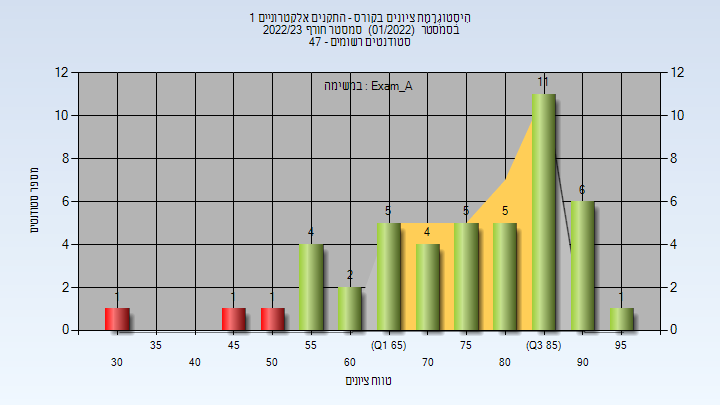 היסטוגרמת ציונים בקורס - התקנים אלקטרוניים 1
בסמסטר (01/2022) סמסטר חורף 2022/23
סטודנטים רשומים - 47
במשימה : Exam_A
12 12
10 10
8 8
6 6
4 4
2 2
0 0
1 1 1 4 2 5 4 5 5 11 6 1
מספר סטודנטים
35 45 55 (Q1 65) 75 (Q3 85) 95
30 40 50 60 70 80 90
טווח ציונים